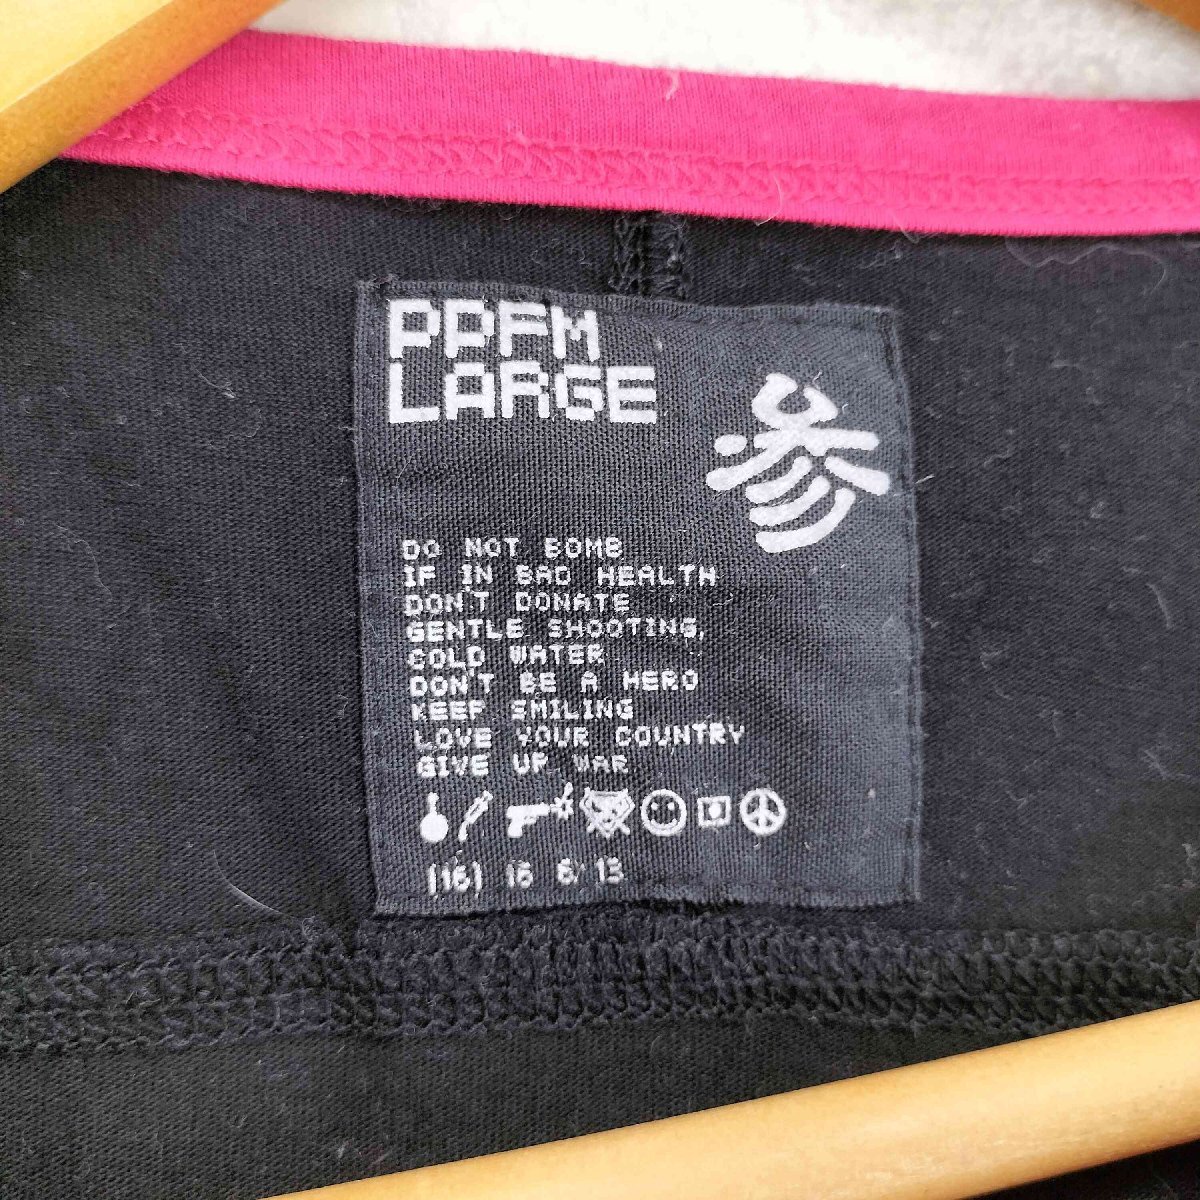 PPFM
LARGE
参
DO NOT BOMB
IF IN BAD HEALTH
DON'T DONATE
GENTLE SHOOTING,
COLD WATER
DON'T BE A HERO
KEEP SMILING
LOVE YOUR COUNTRY
GIVE UP WAR
(16) 16 6/13